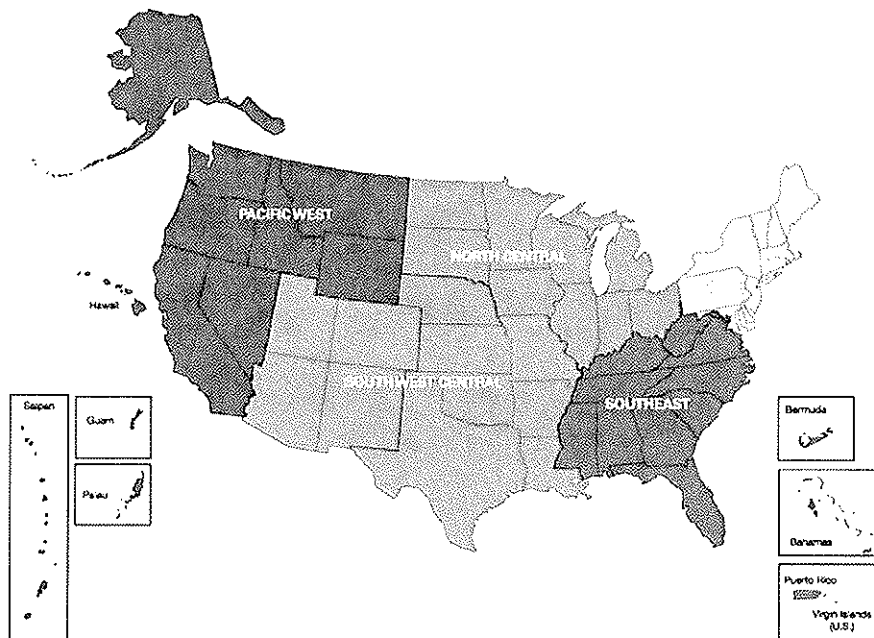 PACIFIC WEST
NORTH CENTRAL
Hawaii
SOUTHWEST CENTRAL
SOUTHEAST
Saipan
Guam
Palau
Bermuda
Bahamas
Puerto Rico
Virgin Islands
(U.S.)